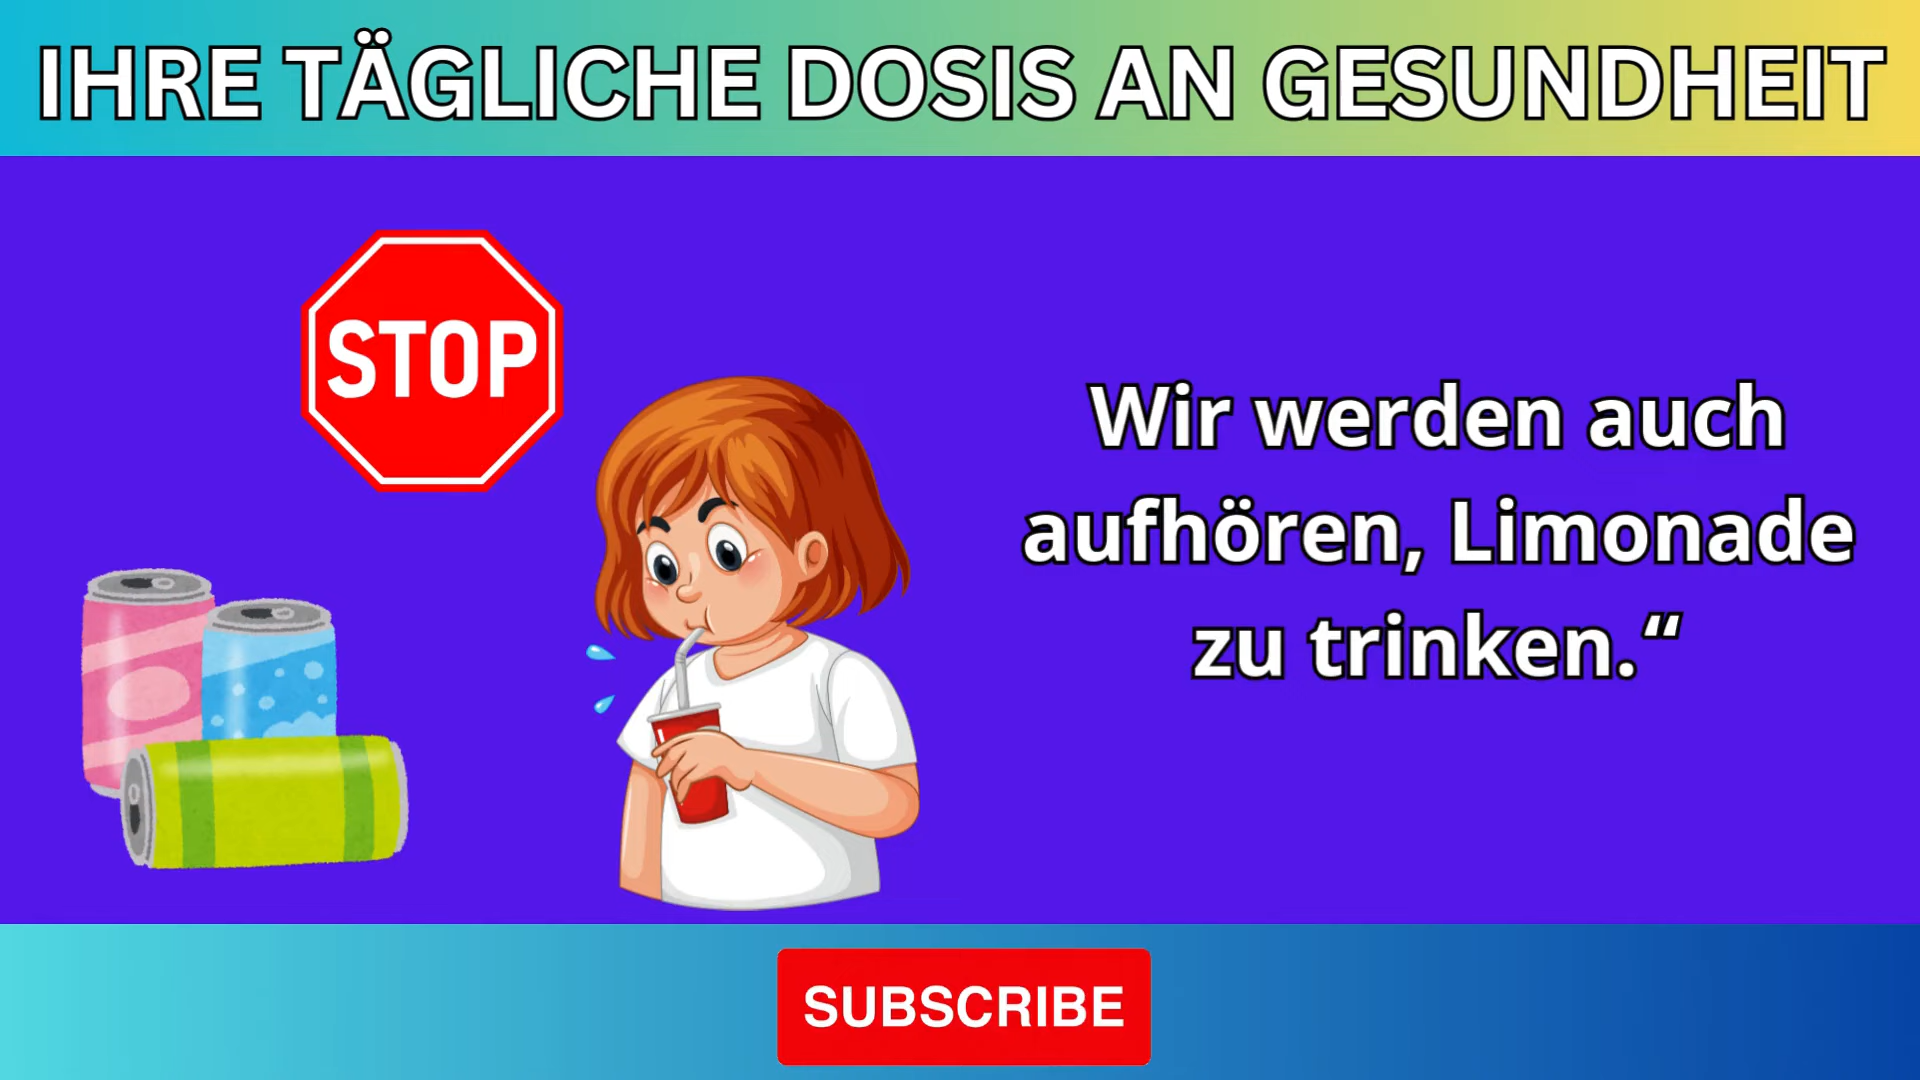 IHRE TÄGLICHE DOSIS AN GESUNDHEIT
STOP
Wir werden auch
aufhören, Limonade
zu trinken.“
SUBSCRIBE